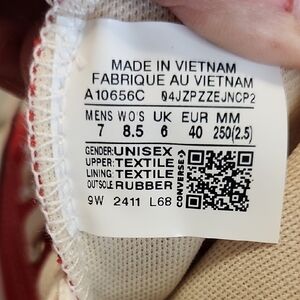 MADE IN VIETNAM
FABRIQUE AU VIETNAM
A10656C 04JZPZZEJNCP2
MENS WO'S UK EUR MM
7 8.5 6 40 250(2.5)
GENDER: UNISEX
UPPER: TEXTILE
LINING: TEXTILE
OUTSOLE RUBBER
9W 2411 L68
CONVERSE